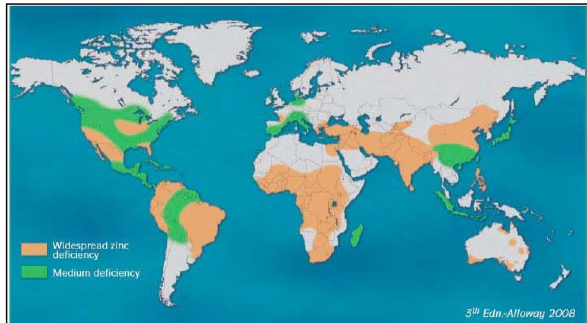 Widespread zinc
deficiency
Medium deficiency
3th Edn.-Alloway 2008